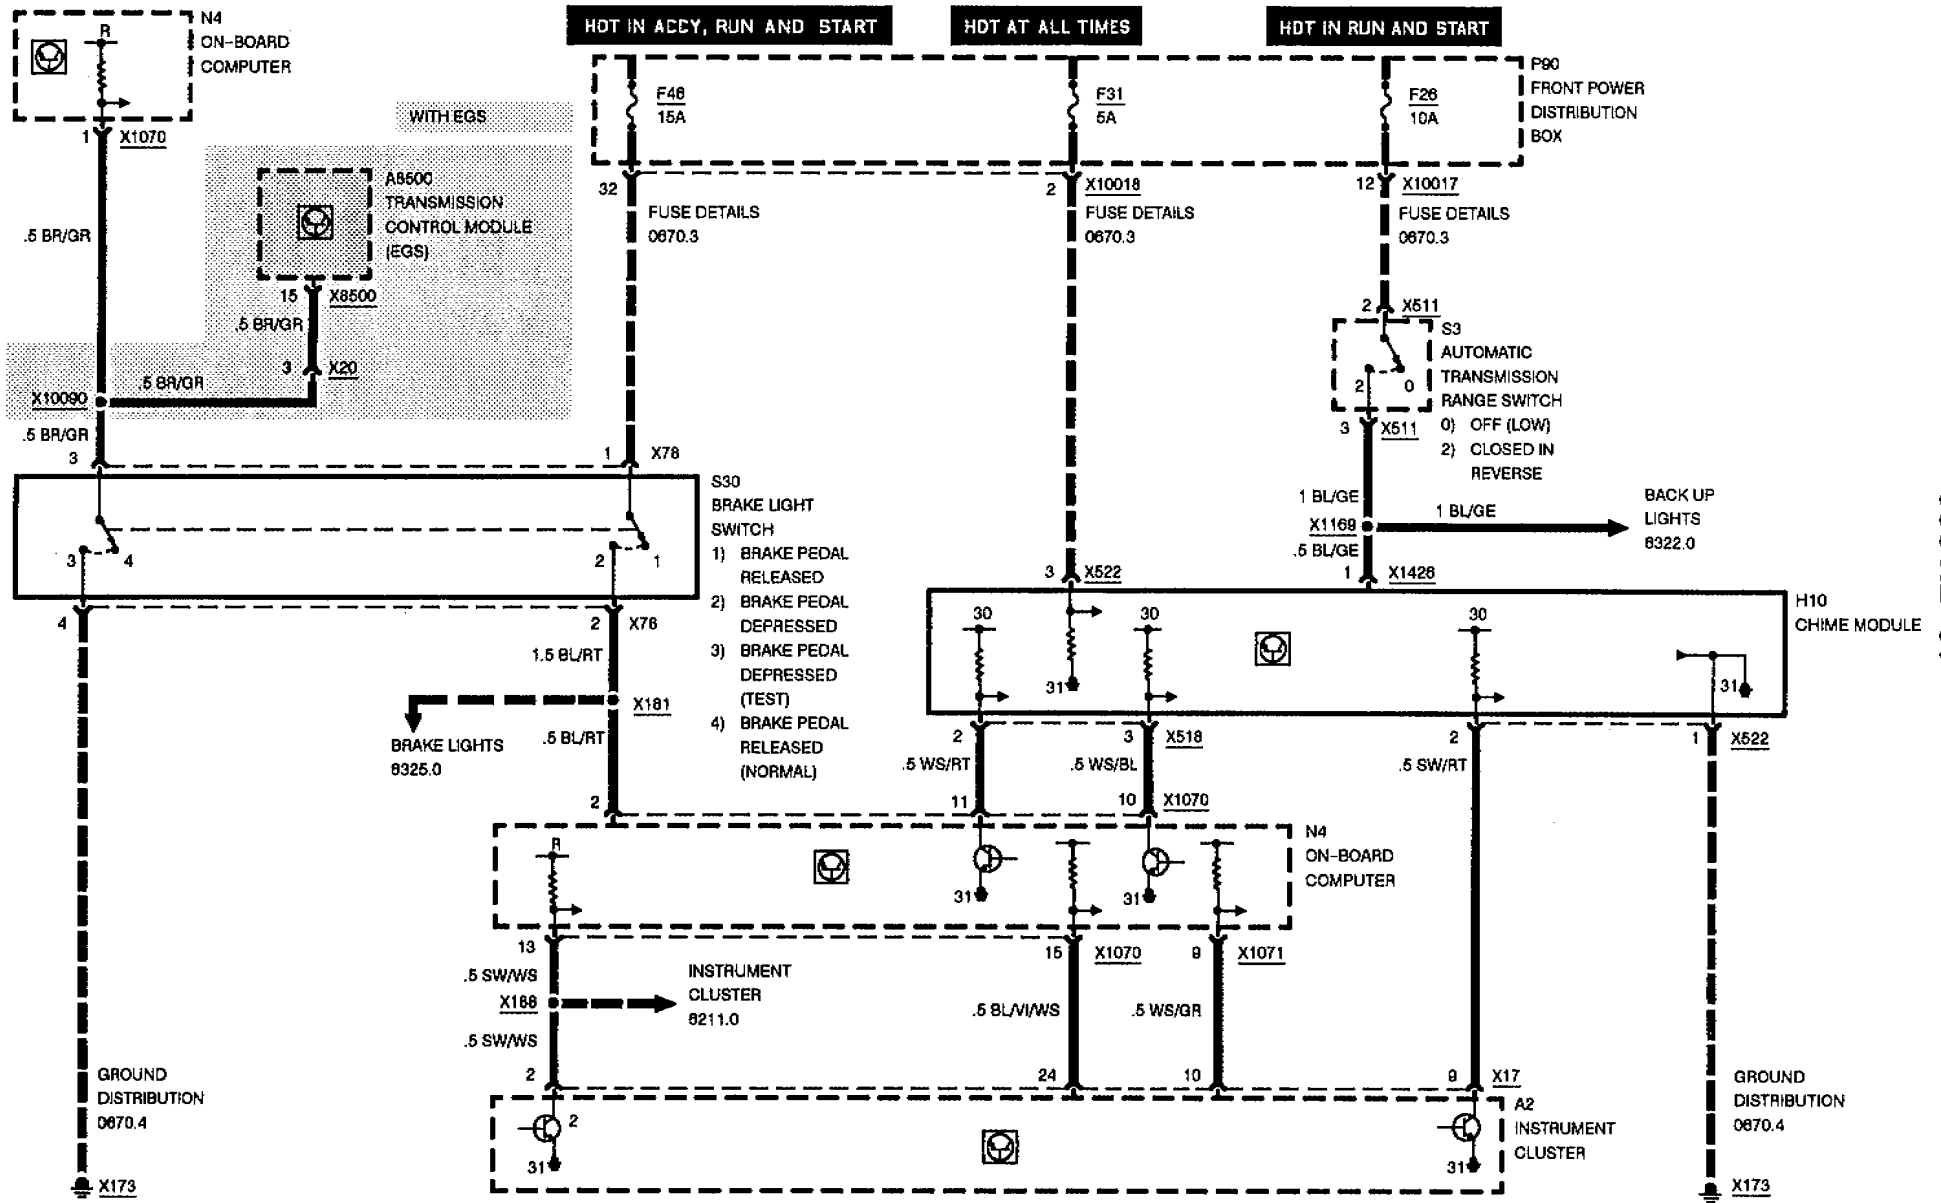 HOT IN ACCY, RUN AND START
HOT AT ALL TIMES
HOT IN RUN AND START
N4
ON-BOARD
COMPUTER
R
1
X1070
WITH EGS
A8500
TRANSMISSION
CONTROL MODULE
(EGS)
15
X8500
.5 BR/GR
.5 BR/GR
3
X20
.5 BR/GR
X10090
.5 BR/GR
F46
15A
F31
5A
F26
10A
P90
FRONT POWER
DISTRIBUTION
BOX
32
2
X10018
12
X10017
FUSE DETAILS
0670.3
FUSE DETAILS
0670.3
FUSE DETAILS
0670.3
2
X511
S3
AUTOMATIC
TRANSMISSION
RANGE SWITCH
0) OFF (LOW)
2) CLOSED IN
REVERSE
2
0
3
X511
1 BL/GE
X1169
1 BL/GE
.5 BL/GE
BACK UP
LIGHTS
6322.0
3
1
X78
S30
BRAKE LIGHT
SWITCH
1) BRAKE PEDAL
RELEASED
2) BRAKE PEDAL
DEPRESSED
3) BRAKE PEDAL
DEPRESSED
(TEST)
4) BRAKE PEDAL
RELEASED
(NORMAL)
3
4
2
1
4
2
X76
1.5 BL/RT
X181
BRAKE LIGHTS
6325.0
.5 BL/RT
3
X522
1
X1428
H10
CHIME MODULE
30
30
30
31
31
2
3
X518
2
1
X522
.5 WS/RT
.5 WS/BL
.5 SW/RT
2
11
10
X1070
N4
ON-BOARD
COMPUTER
R
31
31
13
15
X1070
9
X1071
.5 SW/WS
X188
INSTRUMENT
CLUSTER
6211.0
.5 SW/WS
.5 BL/VI/WS
.5 WS/GR
2
24
10
9
X17
A2
INSTRUMENT
CLUSTER
2
31
31
GROUND
DISTRIBUTION
0670.4
X173
GROUND
DISTRIBUTION
0670.4
X173